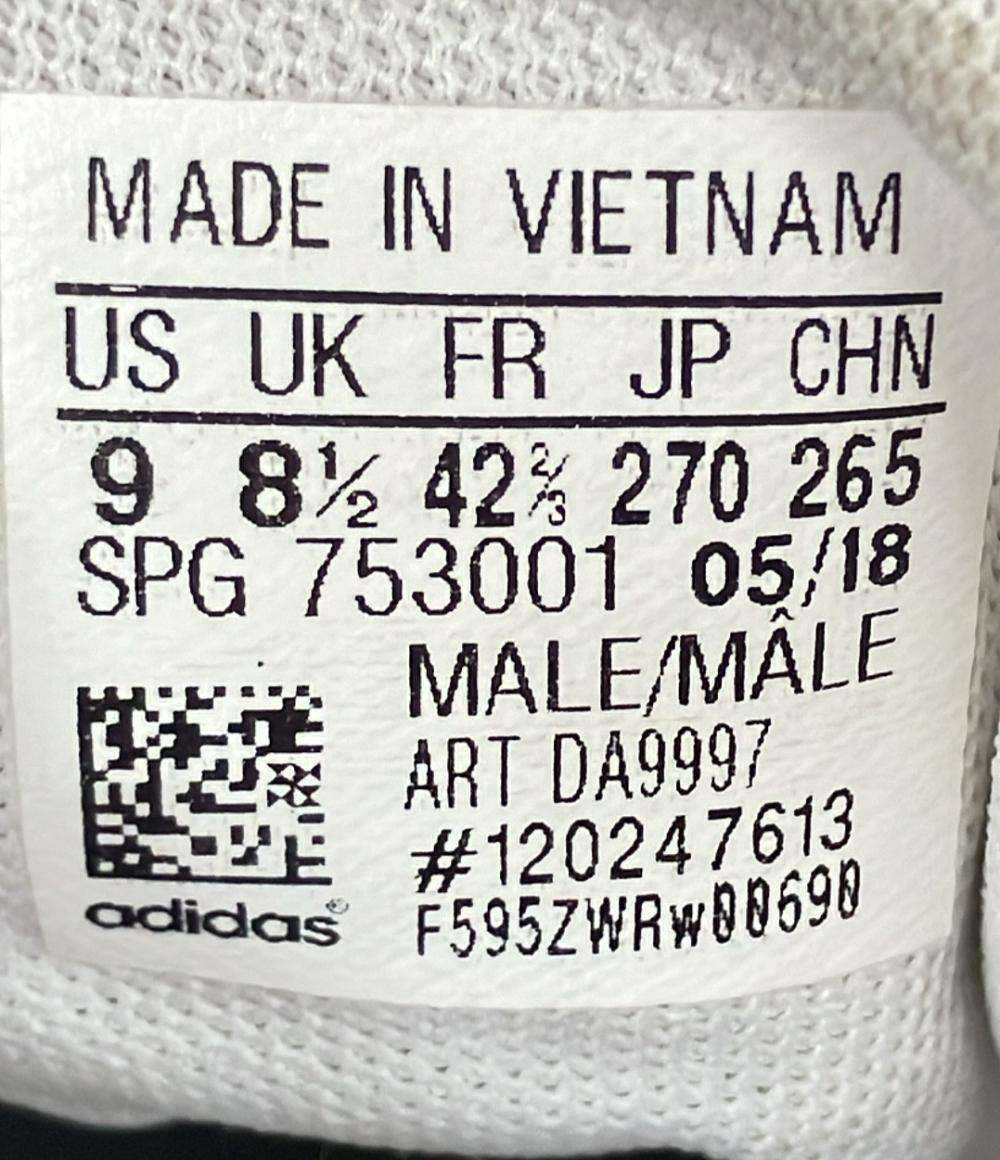 MADE IN VIETNAM
US UK FR JP CHN
9 8½ 42⅔ 270 265
SPG 753001 05/18
MALE/MÂLE
ART DA9997
#120247613
F595ZWRw00690
adidas®